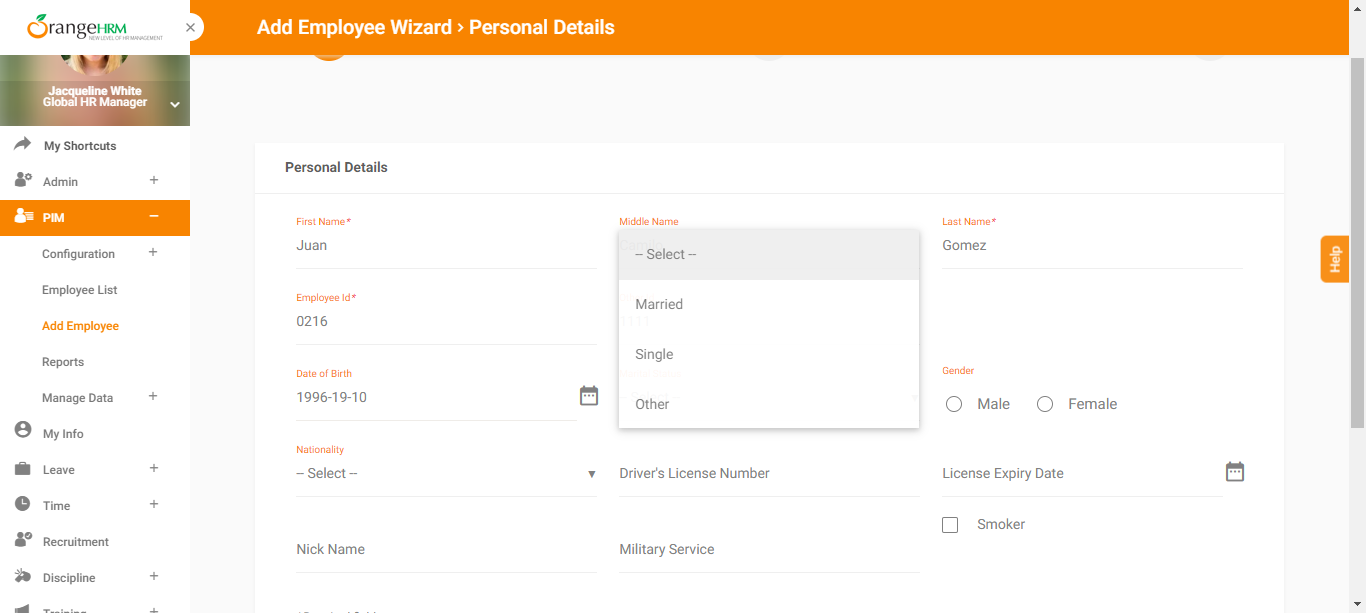 OrangeHRM
NEW LEVEL OF HR MANAGEMENT
Add Employee Wizard › Personal Details
Jacqueline White
Global HR Manager
My Shortcuts
Admin
PIM
Configuration
Employee List
Add Employee
Reports
Manage Data
My Info
Leave
Time
Recruitment
Discipline
Training
Personal Details
First Name*
Middle Name
Last Name*
Juan
Gomez
-- Select --
Married
Single
Other
Employee Id*
0216
1111
Date of Birth
1996-19-10
Gender
Male
Female
Nationality
-- Select --
Driver's License Number
License Expiry Date
Smoker
Nick Name
Military Service
Help